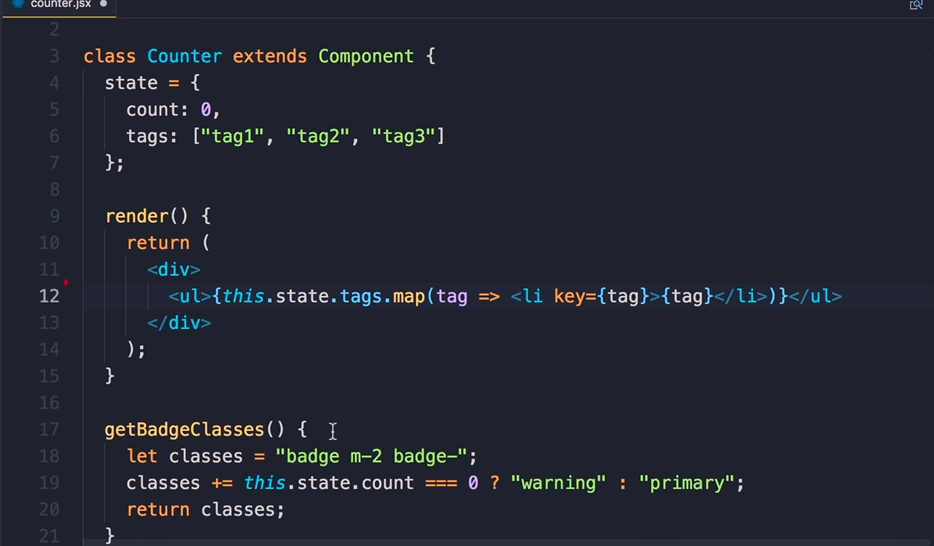 counter.jsx
2
3 class Counter extends Component {
4 state = {
5 count: 0,
6 tags: ["tag1", "tag2", "tag3"]
7 };
8
9 render() {
10 return (
11 <div>
12 <ul>{this.state.tags.map(tag => <li key={tag}>{tag}</li>)}</ul>
13 </div>
14 );
15 }
16
17 getBadgeClasses() {
18 let classes = "badge m-2 badge-";
19 classes += this.state.count === 0 ? "warning" : "primary";
20 return classes;
21 }